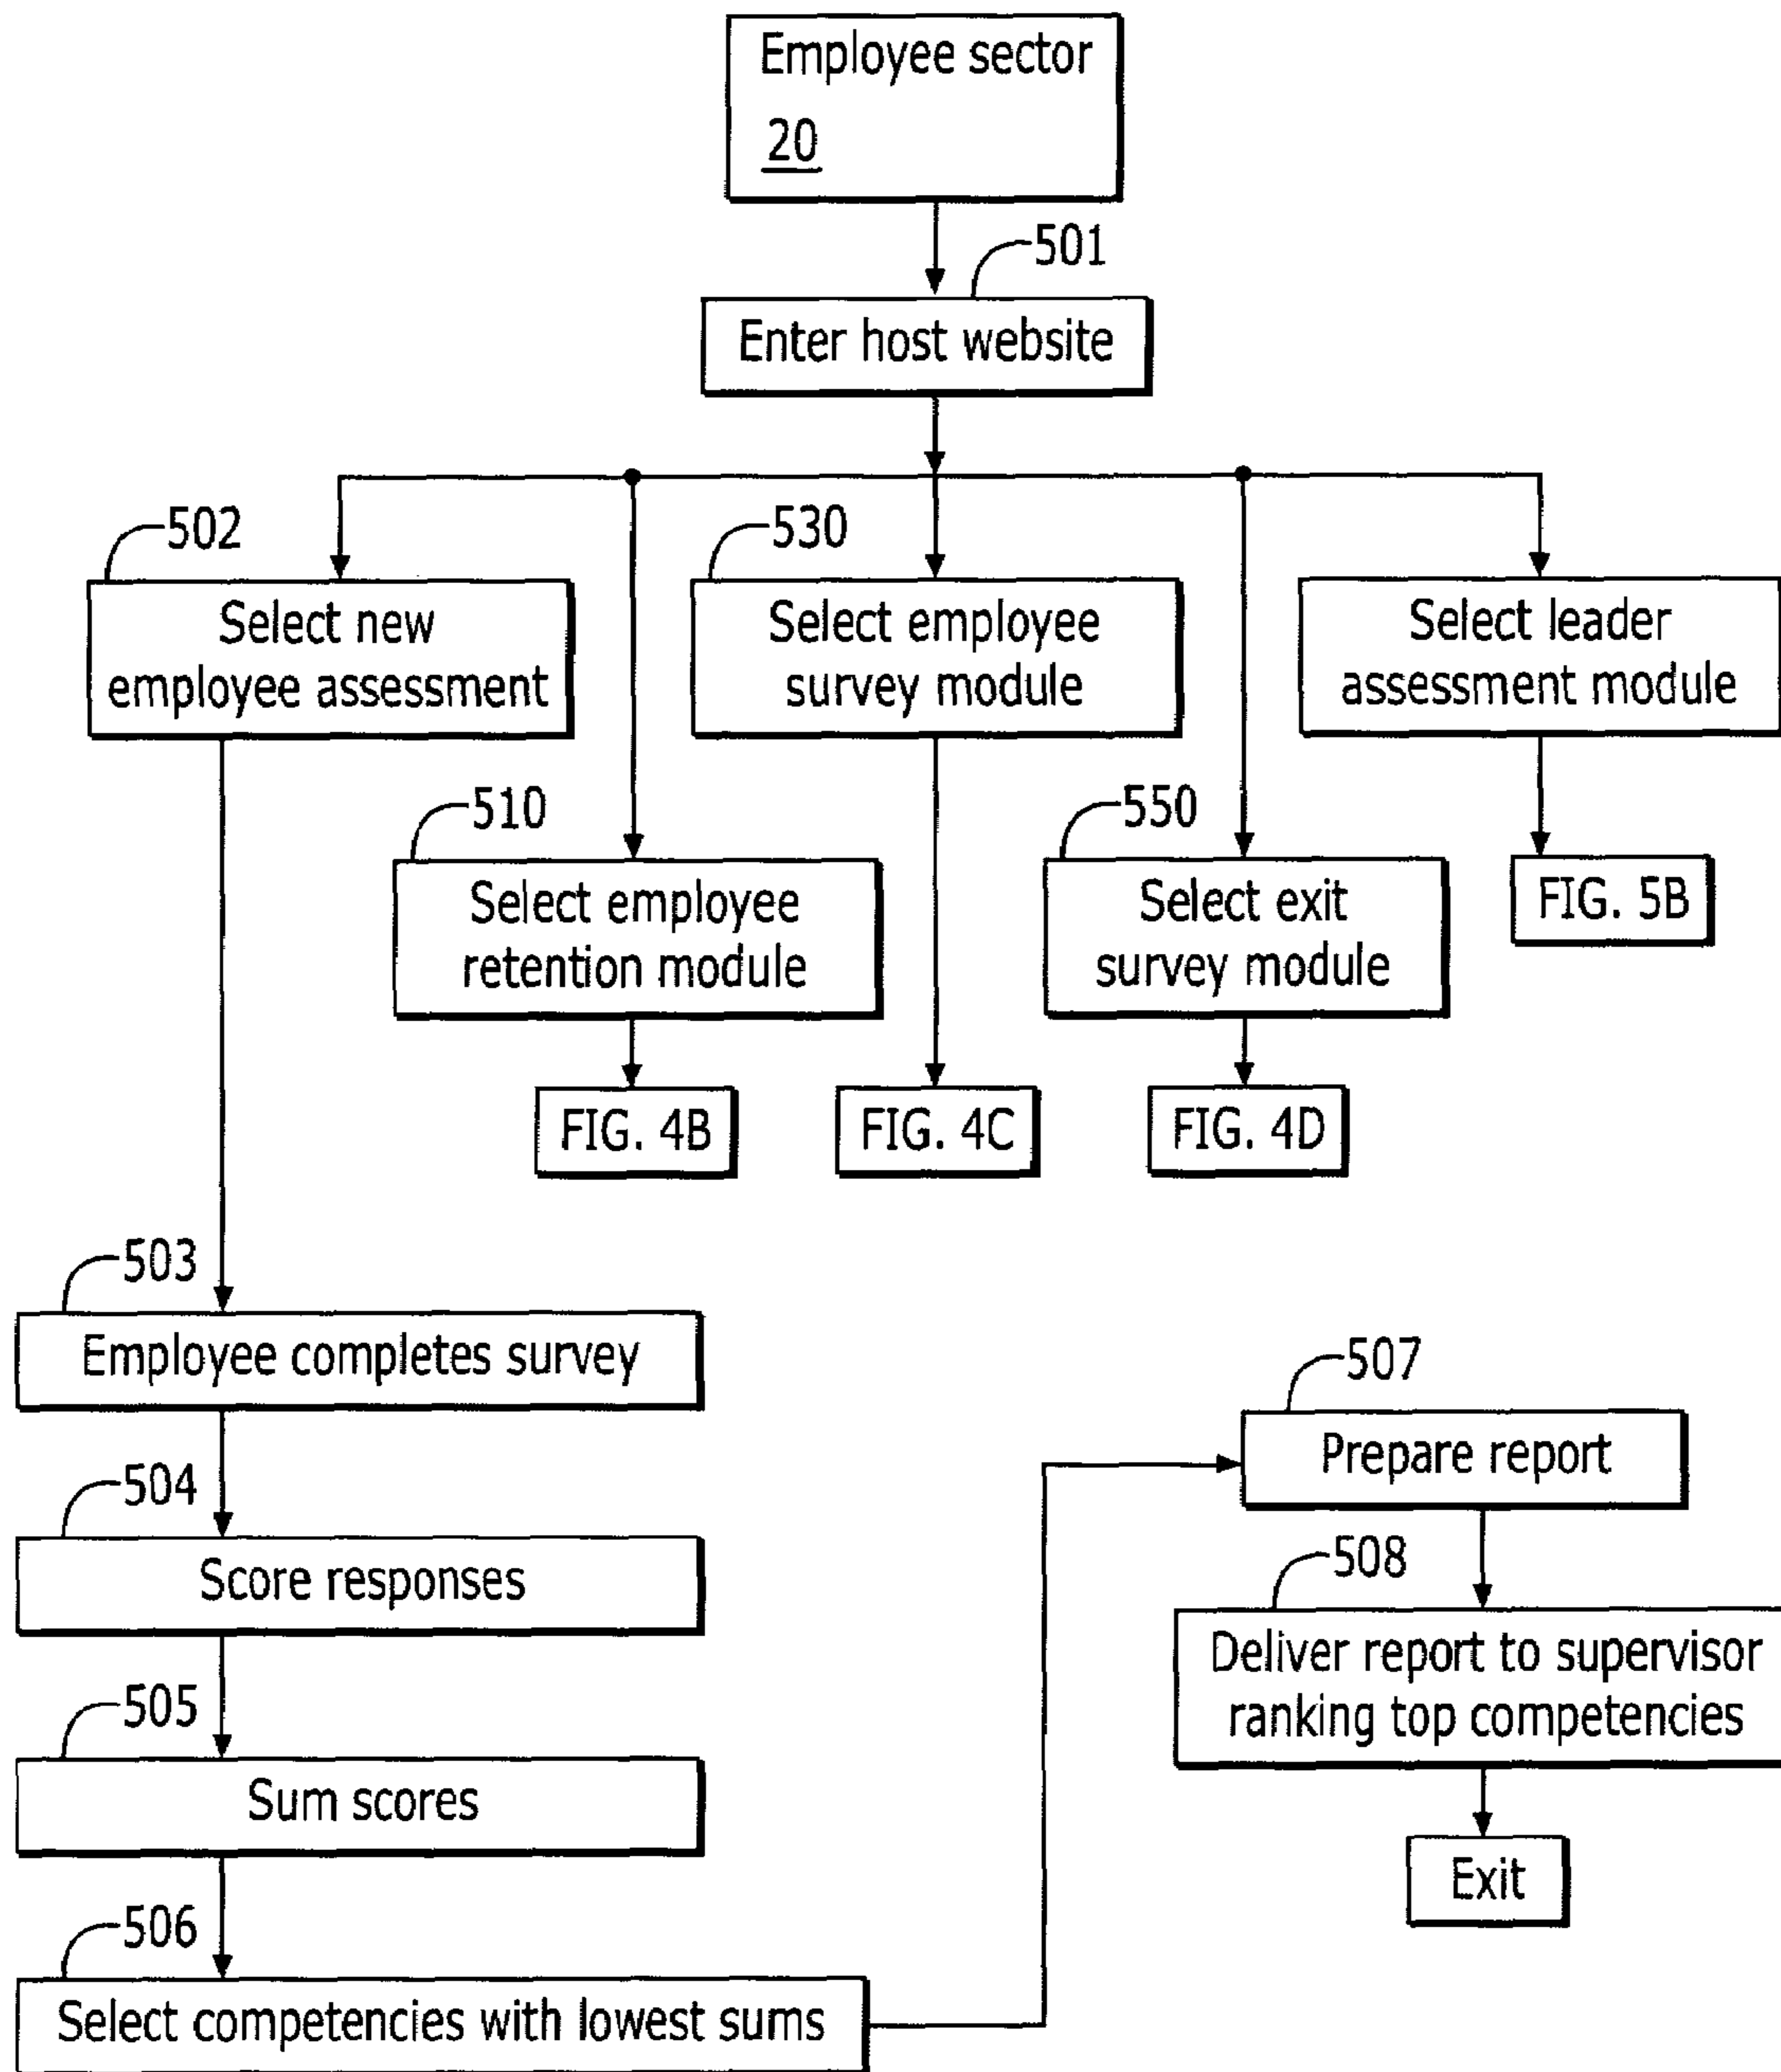 Employee sector
20
501
Enter host website
502
Select new
employee assessment
530
Select employee
survey module
Select leader
assessment module
510
Select employee
retention module
550
Select exit
survey module
FIG. 5B
FIG. 4B
FIG. 4C
FIG. 4D
503
Employee completes survey
504
Score responses
505
Sum scores
506
Select competencies with lowest sums
507
Prepare report
508
Deliver report to supervisor
ranking top competencies
Exit